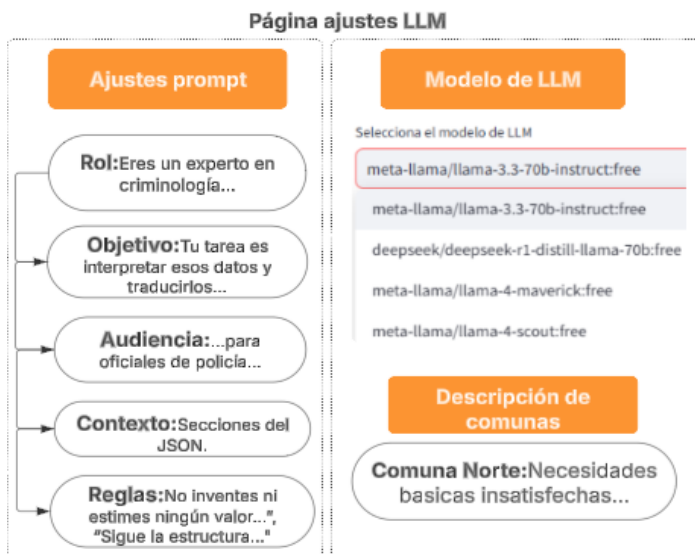 Página ajustes LLM
Ajustes prompt
Rol:Eres un experto en
criminología...
Objetivo:Tu tarea es
interpretar esos datos y
traducirlos...
Audiencia:...para
oficiales de policía...
Contexto:Secciones del
JSON.
Reglas:No inventes ni
estimes ningún valor...",
"Sigue la estructura..."
Modelo de LLM
Selecciona el modelo de LLM
meta-llama/llama-3.3-70b-instruct:free
meta-llama/llama-3.3-70b-instruct:free
deepseek/deepseek-r1-distill-llama-70b:free
meta-llama/llama-4-maverick:free
meta-llama/llama-4-scout:free
Descripción de
comunas
Comuna Norte:Necesidades
basicas insatisfechas...